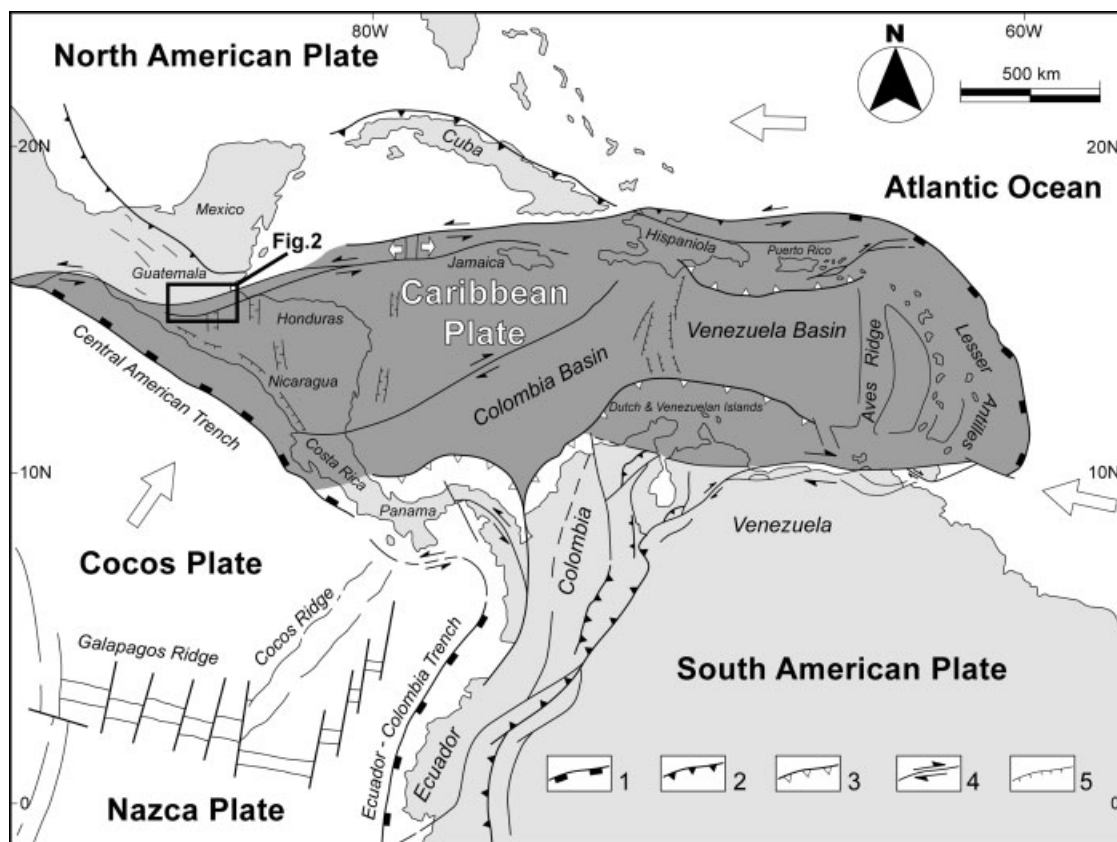 80W
60W
North American Plate
N
500 km
20N
20N
Cuba
Atlantic Ocean
Mexico
Fig.2
Guatemala
Jamaica
Hispaniola
Puerto Rico
Caribbean
Plate
Honduras
Venezuela Basin
Central American Trench
Nicaragua
Colombia Basin
Aves Ridge
Lesser
Antilles
Dutch & Venezuelan Islands
Costa Rica
10N
10N
Panama
Venezuela
Colombia
Cocos Plate
Cocos Ridge
Galapagos Ridge
Ecuador - Colombia Trench
South American Plate
Ecuador
1
2
3
4
5
Nazca Plate
0
0